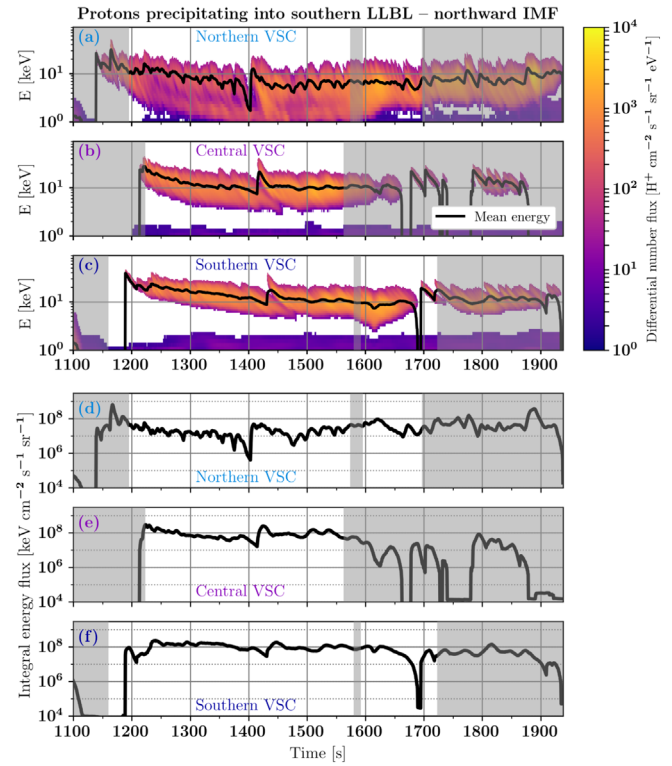 Protons precipitating into southern LLBL – northward IMF
(a)
Northern VSC
E [keV]
10¹
10⁰
(b)
Central VSC
E [keV]
10¹
10⁰
Mean energy
(c)
Southern VSC
E [keV]
10¹
10⁰
1100 1200 1300 1400 1500 1600 1700 1800 1900
10⁴
10³
10²
10¹
10⁰
Differential number flux [H⁺ cm⁻² s⁻¹ sr⁻¹ eV⁻¹]
Integral energy flux [keV cm⁻² s⁻¹ sr⁻¹]
(d)
Northern VSC
10⁸
10⁶
10⁴
(e)
Central VSC
10⁸
10⁶
10⁴
(f)
Southern VSC
10⁸
10⁶
10⁴
1100 1200 1300 1400 1500 1600 1700 1800 1900
Time [s]